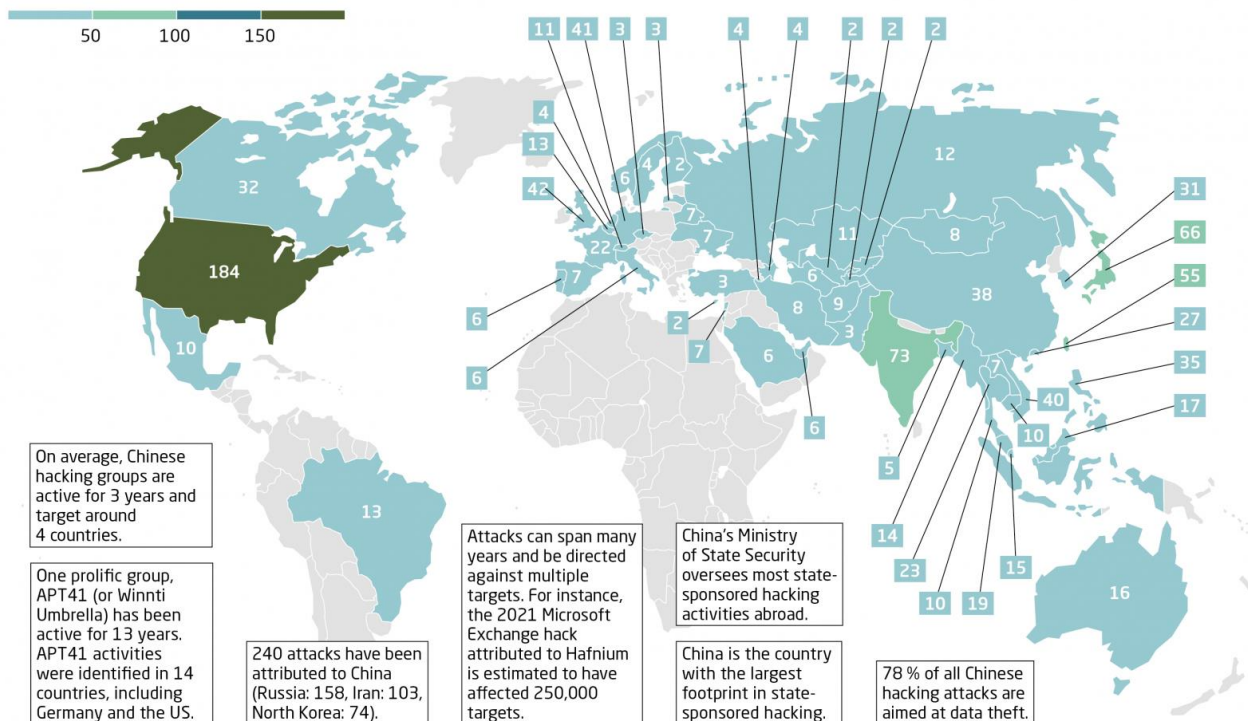 50 100 150
11 41 3 3 4 4 2 2 2
4
13
42
6 4 2
12
32
31
7
22
7
11
8
66
184
6
7
3
6
8
9
38
55
10
6
2
7
3
73
7
27
6
6
35
40
6
10
17
5
14
23
10
19
15
13
16
On average, Chinese
hacking groups are
active for 3 years and
target around
4 countries.
One prolific group,
APT41 (or Winnti
Umbrella) has been
active for 13 years.
APT41 activities
were identified in 14
countries, including
Germany and the US.
240 attacks have been
attributed to China
(Russia: 158, Iran: 103,
North Korea: 74).
Attacks can span many
years and be directed
against multiple
targets. For instance,
the 2021 Microsoft
Exchange hack
attributed to Hafnium
is estimated to have
affected 250,000
targets.
China's Ministry
of State Security
oversees most state-
sponsored hacking
activities abroad.
China is the country
with the largest
footprint in state-
sponsored hacking.
78 % of all Chinese
hacking attacks are
aimed at data theft.